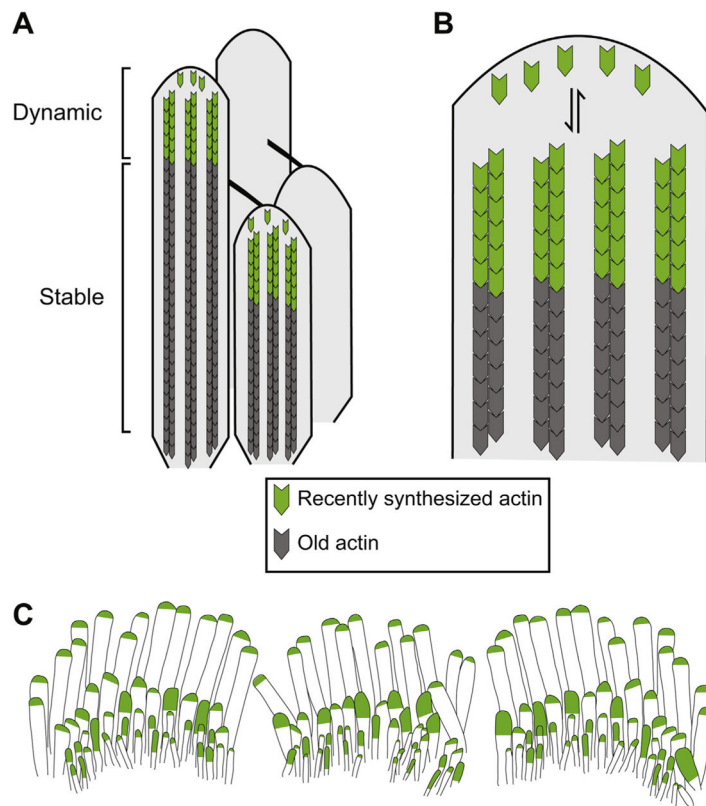 A
B
Dynamic
Stable
Recently synthesized actin
Old actin
C